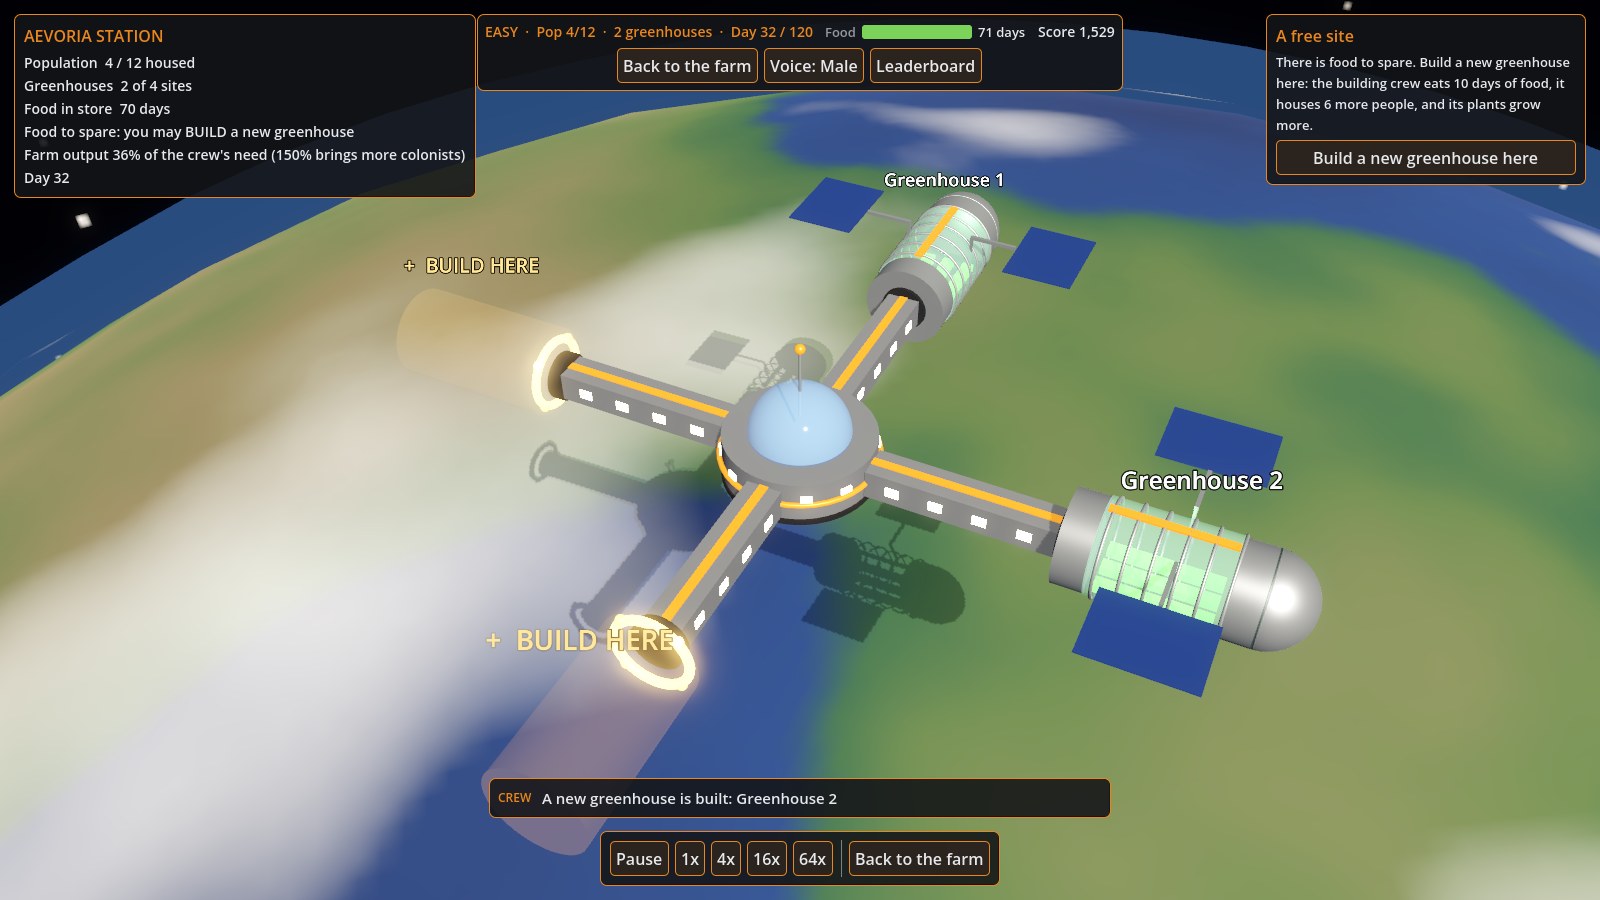 AEVORIA STATION
Population 4 / 12 housed
Greenhouses 2 of 4 sites
Food in store 70 days
Food to spare: you may BUILD a new greenhouse
Farm output 36% of the crew's need (150% brings more colonists)
Day 32
EASY · Pop 4/12 · 2 greenhouses · Day 32 / 120 Food 71 days Score 1,529
Back to the farm Voice: Male Leaderboard
A free site
There is food to spare. Build a new greenhouse
here: the building crew eats 10 days of food, it
houses 6 more people, and its plants grow
more.
Build a new greenhouse here
Greenhouse 1
+ BUILD HERE
Greenhouse 2
+ BUILD HERE
CREW A new greenhouse is built: Greenhouse 2
Pause 1x 4x 16x 64x Back to the farm